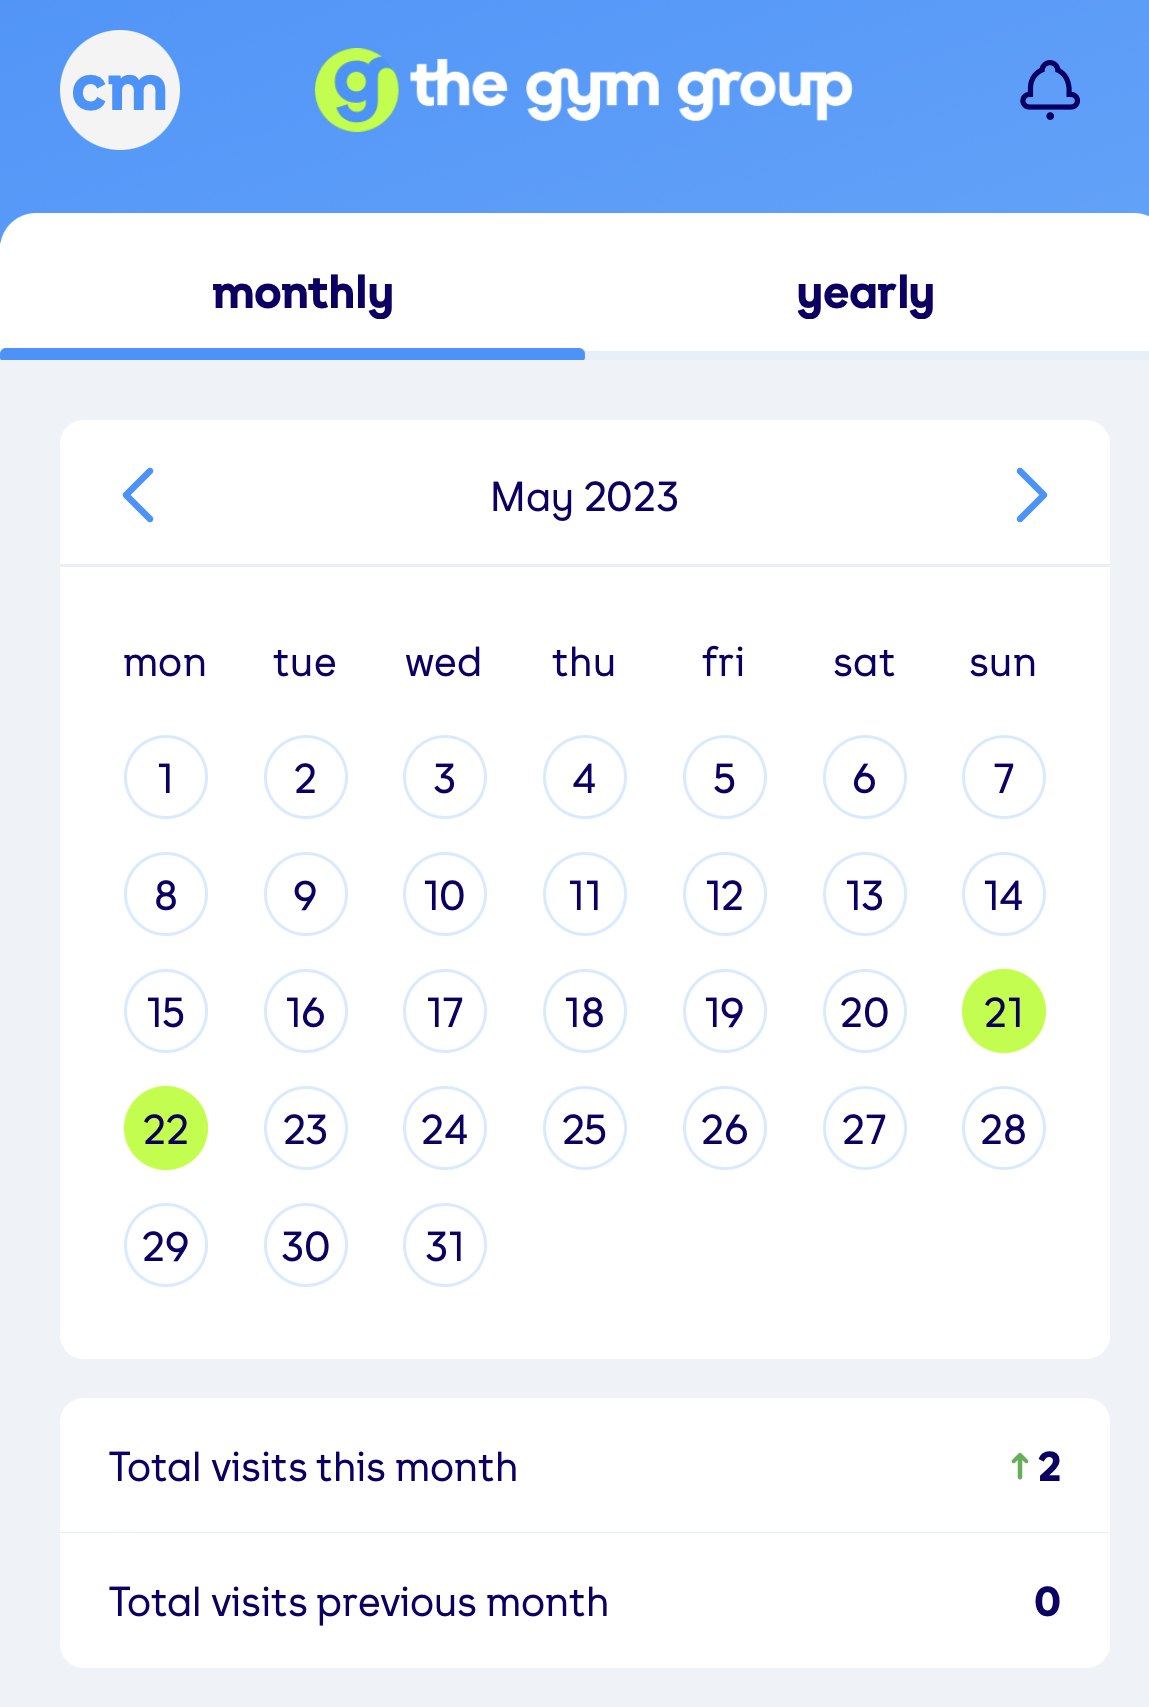 cm
g the gym group
monthly yearly
May 2023
mon tue wed thu fri sat sun
1 2 3 4 5 6 7
8 9 10 11 12 13 14
15 16 17 18 19 20 21
22 23 24 25 26 27 28
29 30 31
Total visits this month ↑ 2
Total visits previous month 0